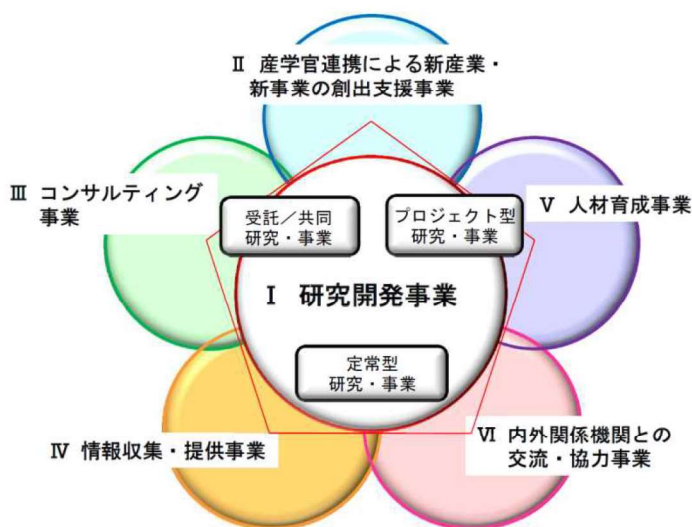 Ⅱ 産学官連携による新産業・
新事業の創出支援事業
Ⅲ コンサルティング
事業
受託／共同
研究・事業
プロジェクト型
研究・事業
Ⅴ 人材育成事業
Ⅰ 研究開発事業
定常型
研究・事業
Ⅳ 情報収集・提供事業
Ⅵ 内外関係機関との
交流・協力事業